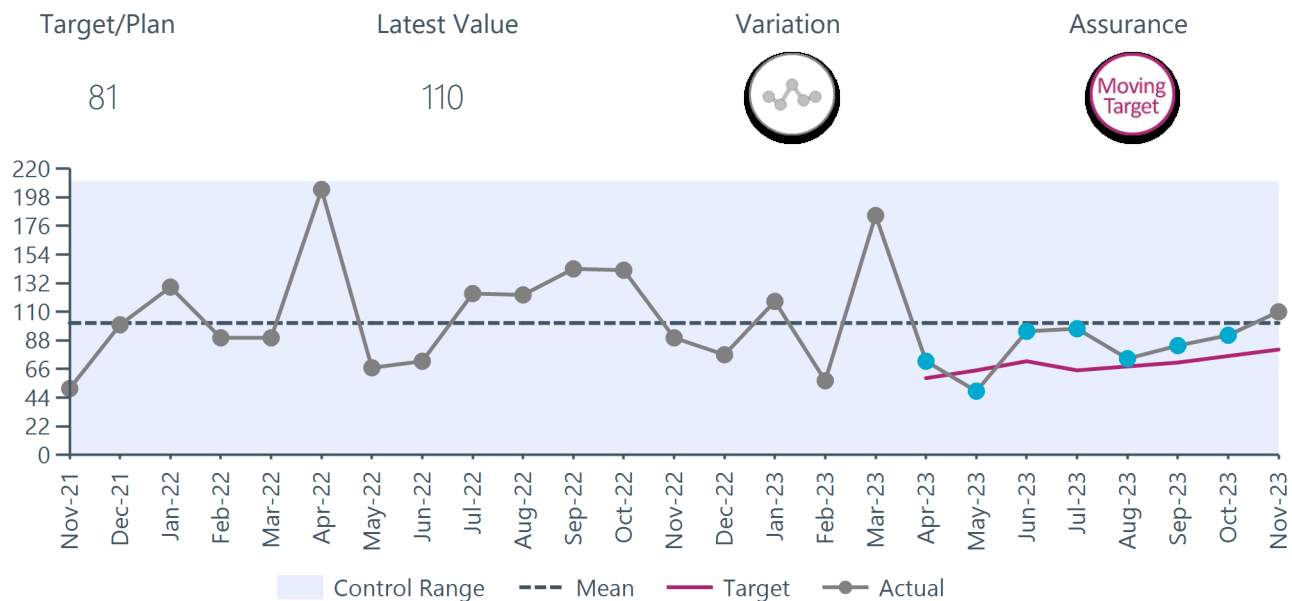 Target/Plan
Latest Value
Variation
Assurance
81
110
Moving
Target
220
198
176
154
132
110
88
66
44
22
0
Nov-21
Dec-21
Jan-22
Feb-22
Mar-22
Apr-22
May-22
Jun-22
Jul-22
Aug-22
Sep-22
Oct-22
Nov-22
Dec-22
Jan-23
Feb-23
Mar-23
Apr-23
May-23
Jun-23
Jul-23
Aug-23
Sep-23
Oct-23
Nov-23
Control Range
Mean
Target
Actual